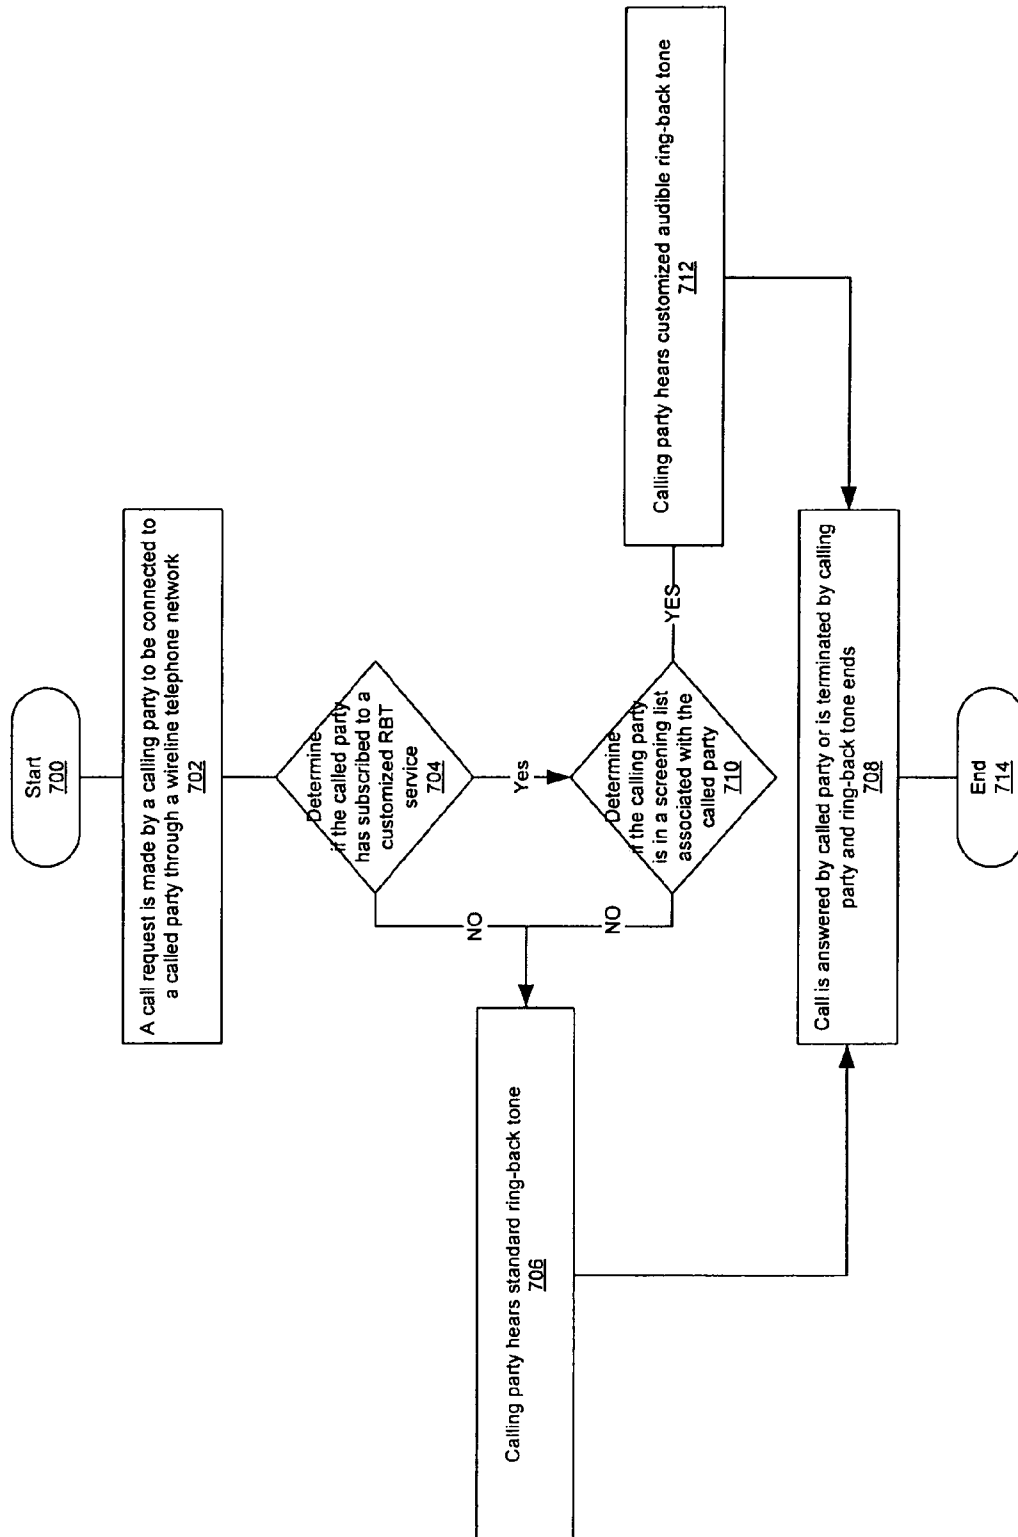 Start
700
A call request is made by a calling party to be connected to
a called party through a wireline telephone network
702
Determine
if the called party
has subscribed to a
customized RBT
service
704
NO
Yes
Calling party hears standard ring-back tone
706
Determine
if the calling party
is in a screening list
associated with the
called party
710
NO
YES
Calling party hears customized audible ring-back tone
712
Call is answered by called party or is terminated by calling
party and ring-back tone ends
708
End
714